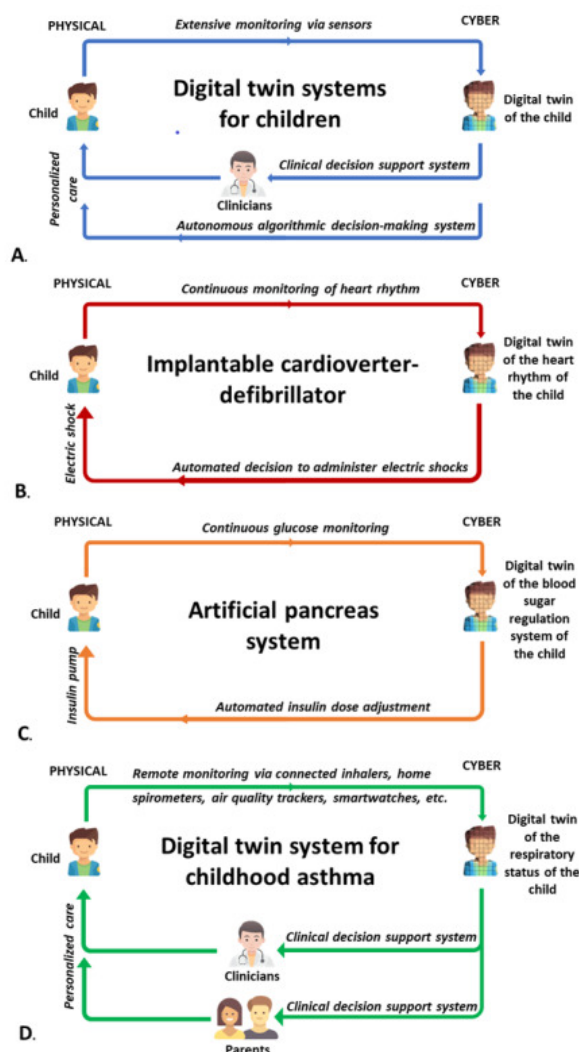 PHYSICAL
Extensive monitoring via sensors
CYBER
Child
Digital twin systems
for children
Digital twin
of the child
Personalized care
Clinical decision support system
Clinicians
Autonomous algorithmic decision-making system
A.
PHYSICAL
Continuous monitoring of heart rhythm
CYBER
Child
Implantable cardioverter-
defibrillator
Digital twin
of the heart
rhythm of
the child
Electric shock
Automated decision to administer electric shocks
B.
PHYSICAL
Continuous glucose monitoring
CYBER
Child
Artificial pancreas
system
Digital twin
of the blood
sugar
regulation
system of
the child
Insulin pump
Automated insulin dose adjustment
C.
PHYSICAL
Remote monitoring via connected inhalers, home
spirometers, air quality trackers, smartwatches, etc.
CYBER
Child
Digital twin system for
childhood asthma
Digital twin
of the
respiratory
status of the
child
Personalized care
Clinical decision support system
Clinicians
Clinical decision support system
Parents
D.